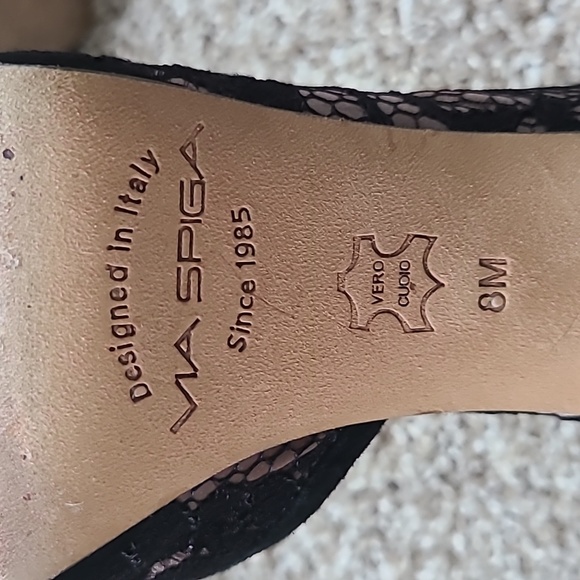 Designed in Italy
VIA SPIGA
Since 1985
VERO
CUOIO
8M